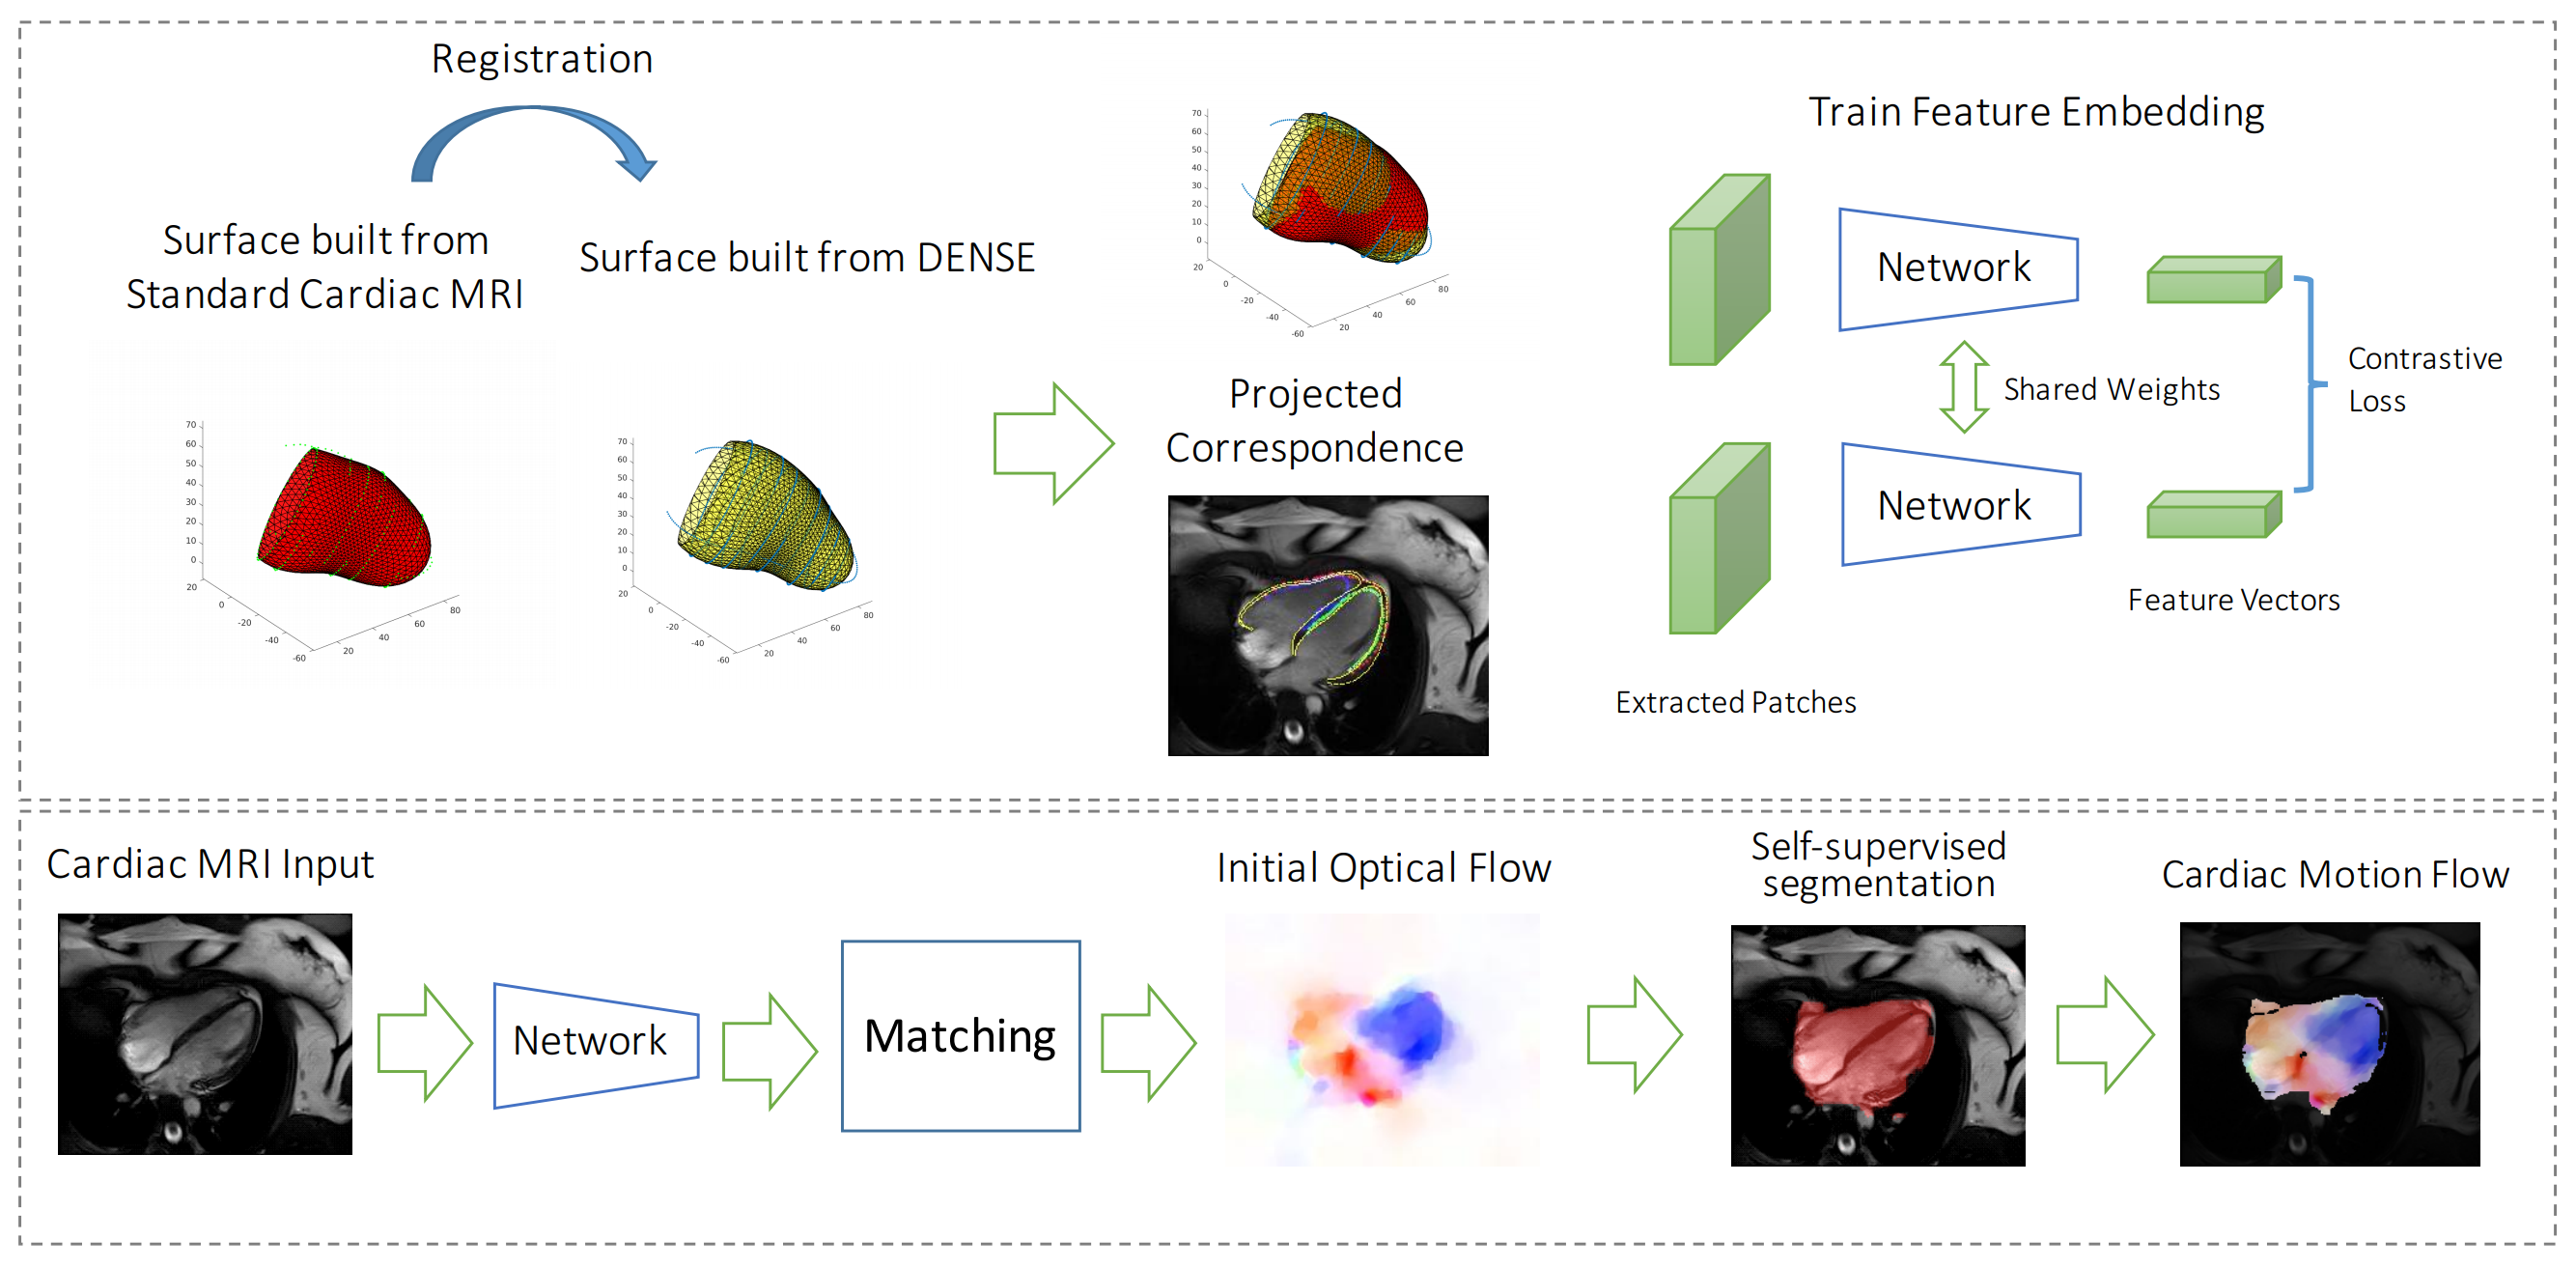 Registration
Surface built from
Standard Cardiac MRI
Surface built from DENSE
70
60
50
40
30
20
10
0
20
0
-20
-40
-60
20
40
60
80
70
60
50
40
30
20
10
0
20
0
-20
-40
-60
20
40
60
80
70
60
50
40
30
20
10
0
20
0
-20
-40
-60
20
40
60
80
Projected
Correspondence
Train Feature Embedding
Network
Shared Weights
Network
Contrastive
Loss
Feature Vectors
Extracted Patches
Cardiac MRI Input
Network
Matching
Initial Optical Flow
Self-supervised
segmentation
Cardiac Motion Flow